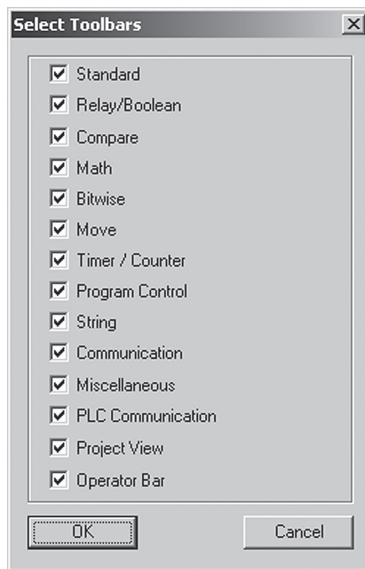 Select Toolbars
Standard
Relay/Boolean
Compare
Math
Bitwise
Move
Timer / Counter
Program Control
String
Communication
Miscellaneous
PLC Communication
Project View
Operator Bar
OK Cancel